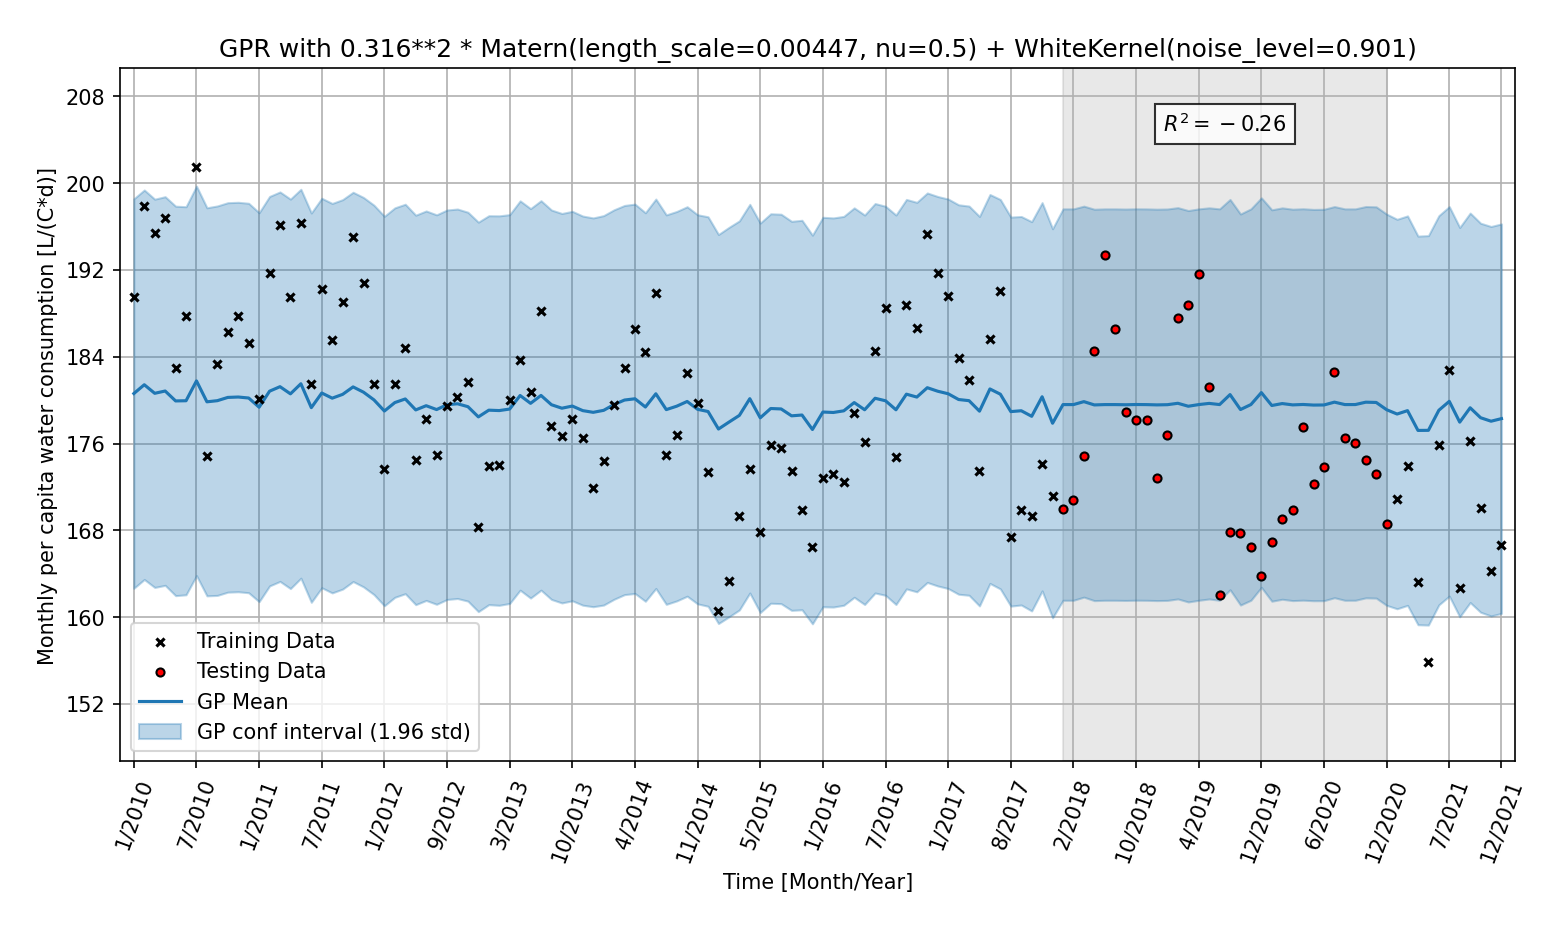 GPR with 0.316**2 * Matern(length_scale=0.00447, nu=0.5) + WhiteKernel(noise_level=0.901)
R² = −0.26
Monthly per capita water consumption [L/(C*d)]
208
200
192
184
176
168
160
152
Training Data
Testing Data
GP Mean
GP conf interval (1.96 std)
1/2010 7/2010 1/2011 7/2011 1/2012 9/2012 3/2013 10/2013 4/2014 11/2014 5/2015 1/2016 7/2016 1/2017 8/2017 2/2018 10/2018 4/2019 12/2019 6/2020 12/2020 7/2021 12/2021
Time [Month/Year]